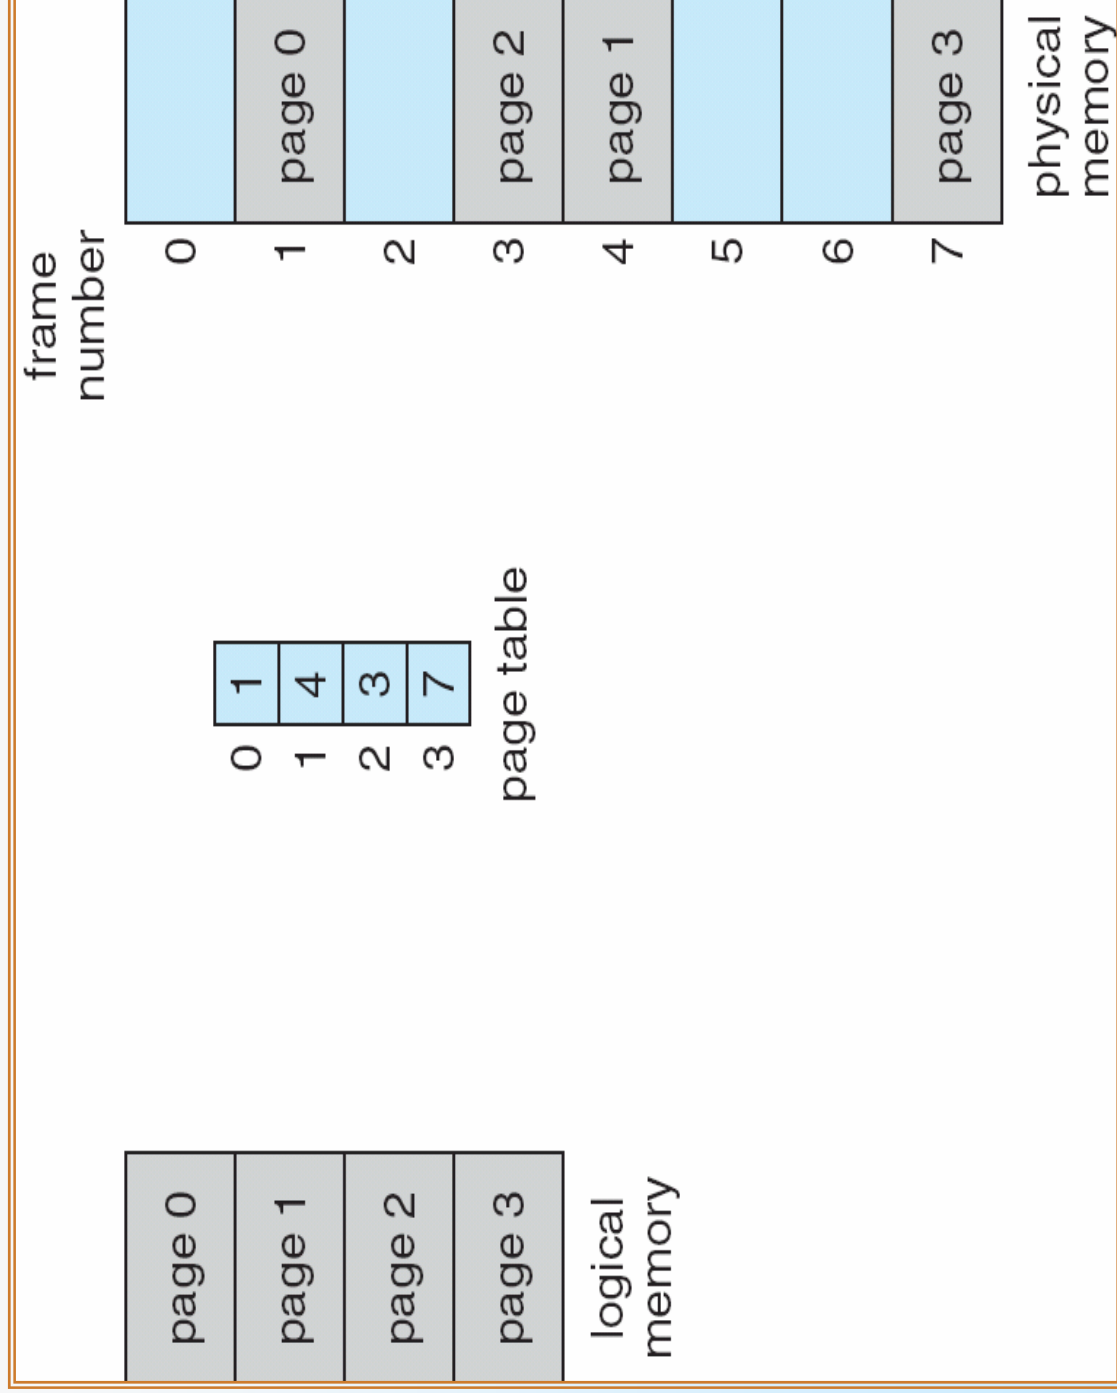 page 0
page 1
page 2
page 3
logical
memory
0 1
1 4
2 3
3 7
page table
frame
number
0
1 page 0
2
3 page 2
4 page 1
5
6
7 page 3
physical
memory